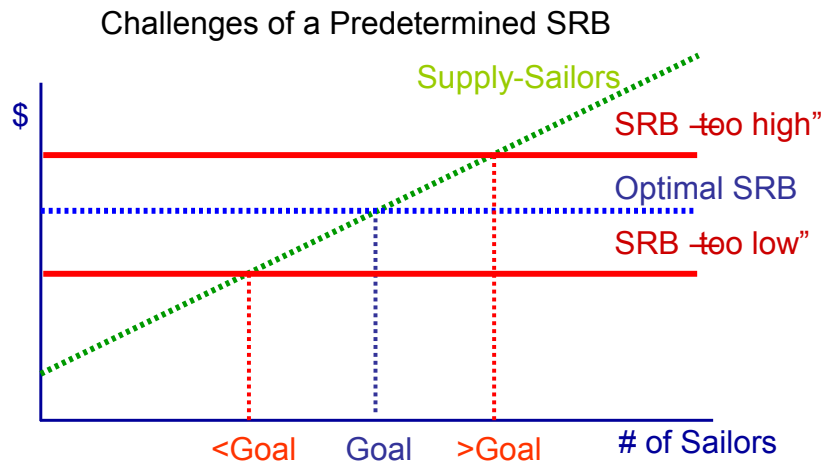 Challenges of a Predetermined SRB
Supply-Sailors
$
SRB –too high”
Optimal SRB
SRB –too low”
<Goal Goal >Goal # of Sailors